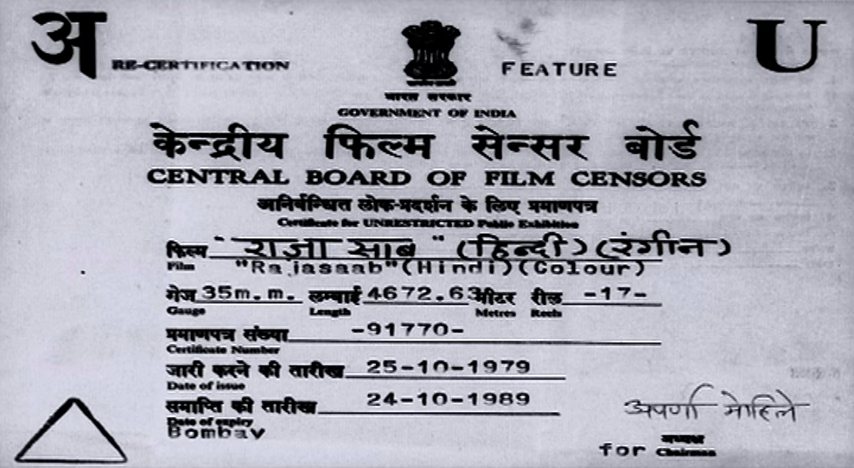 अ RE-CERTIFICATION FEATURE U
भारत सरकार
GOVERNMENT OF INDIA
केन्द्रीय फिल्म सेन्सर बोर्ड
CENTRAL BOARD OF FILM CENSORS
अनिर्बन्धित लोक-प्रदर्शन के लिए प्रमाणपत्र
Certificate for UNRESTRICTED Public Exhibition
फिल्म "राजा साब" (हिन्दी) (रंगीन)
Film "Rajasaab"(Hindi)(Colour)
गेज 35m.m. लम्बाई 4672.63 मीटर रील -17-
Gauge Length Metres Reels
प्रमाणपत्र संख्या -91770-
Certificate Number
जारी करने की तारीख 25-10-1979
Date of issue
समाप्ति की तारीख 24-10-1989
Date of expiry
Bombay
अपर्णा मोहिले
अध्यक्ष
for Chairman